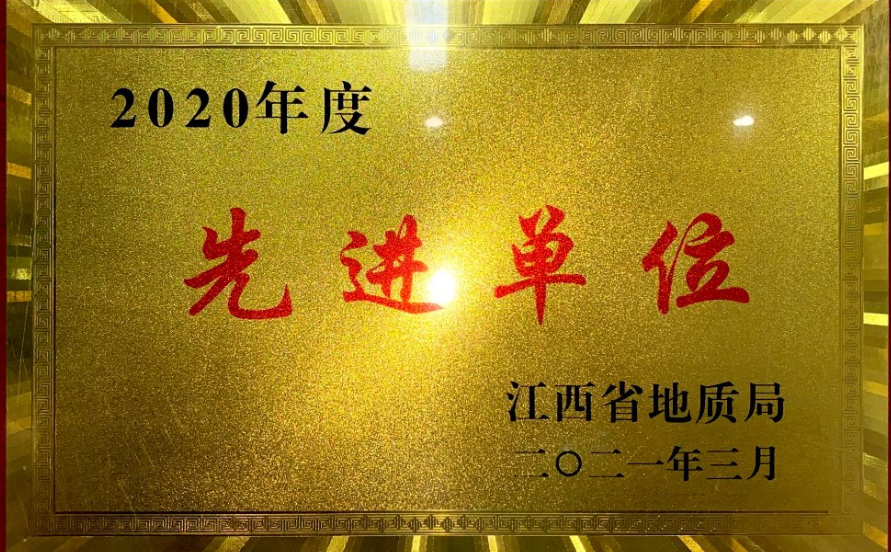 2020年度
先进单位
江西省地质局
二〇二一年三月